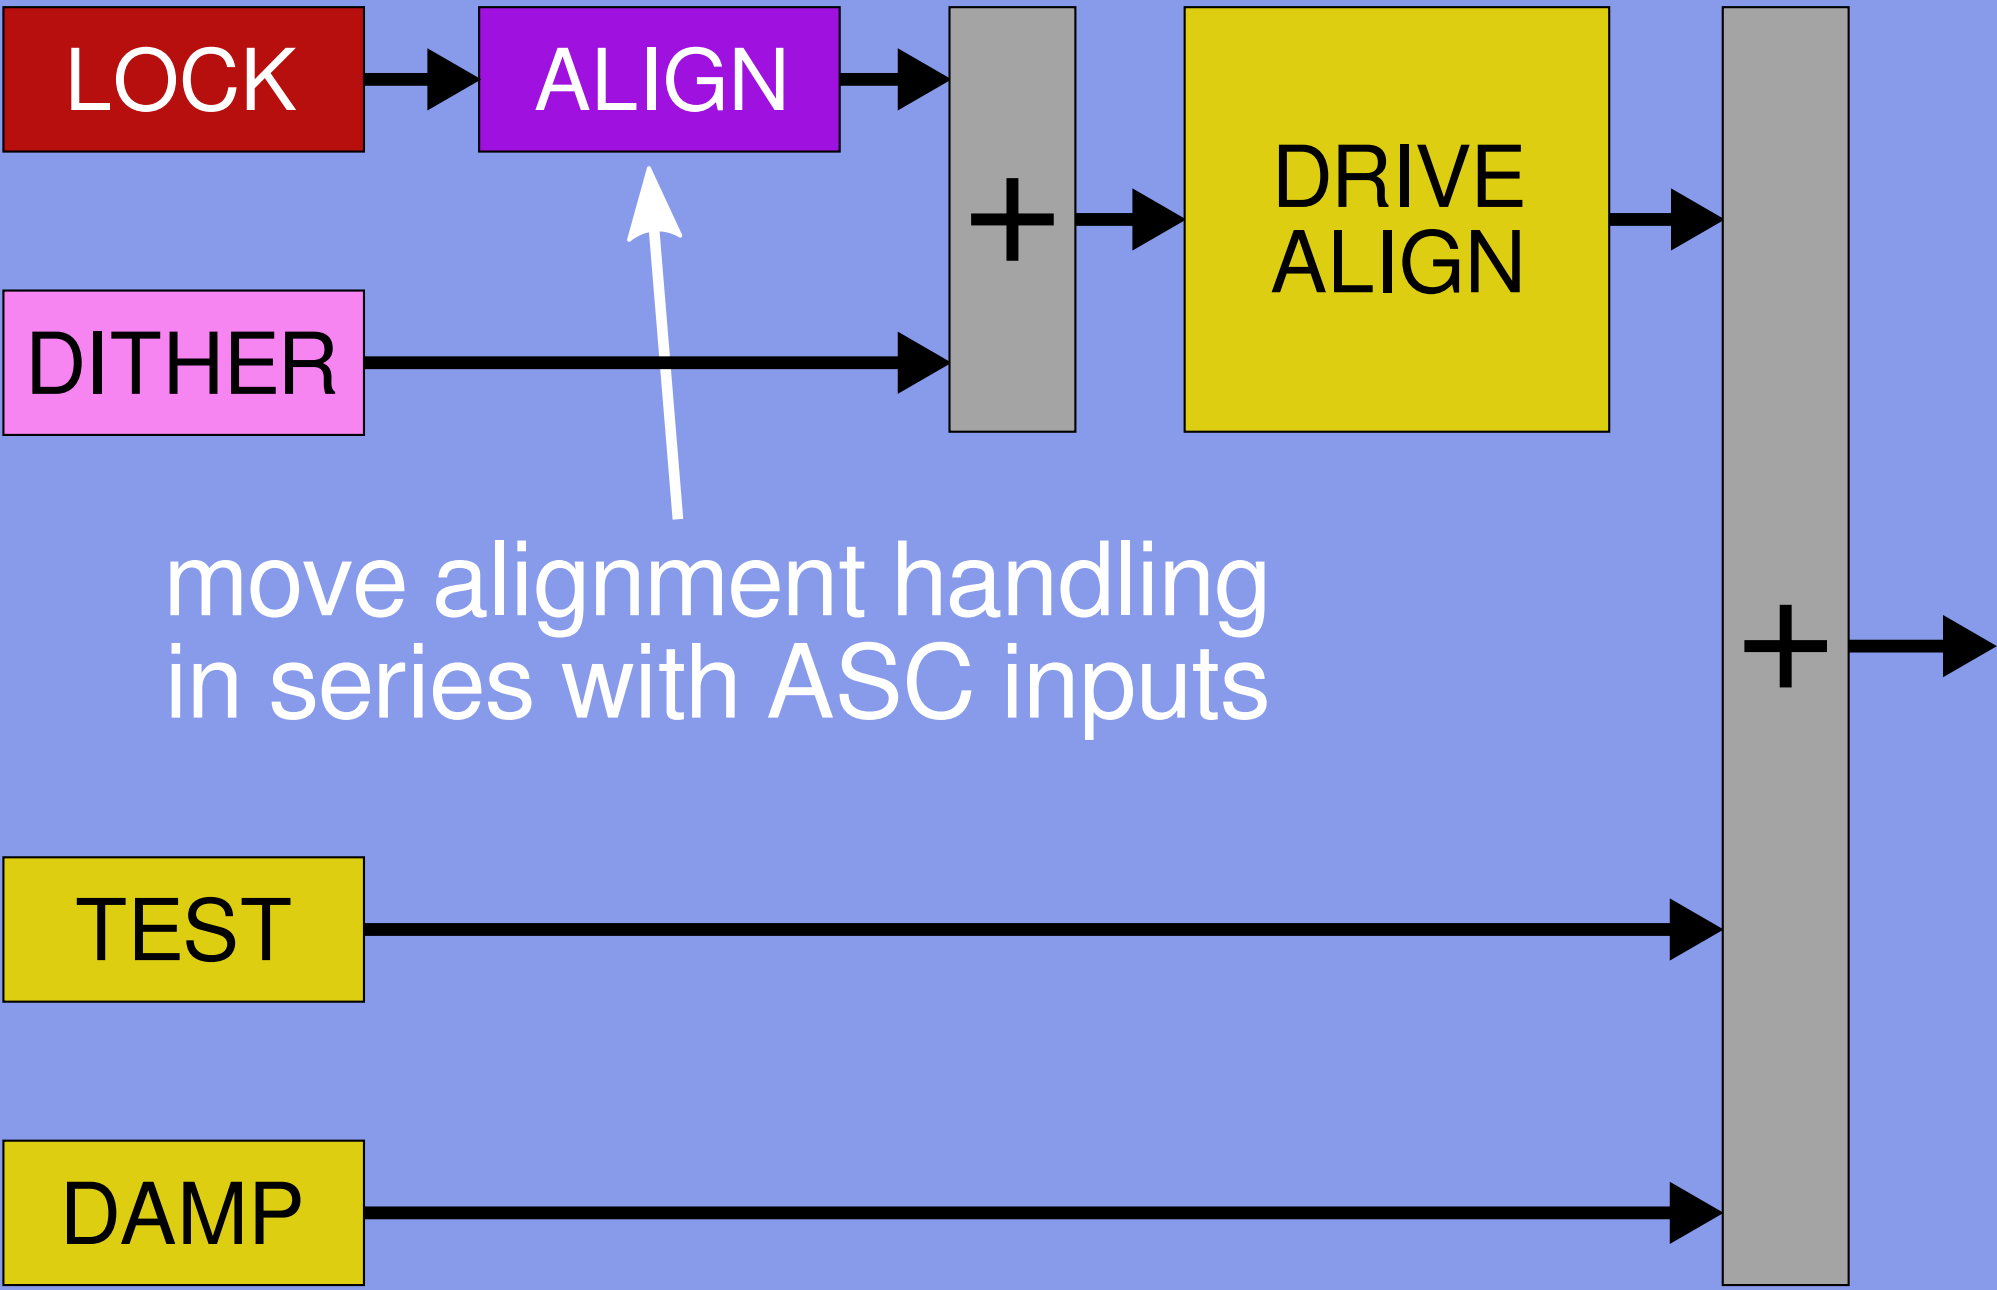 LOCK
ALIGN
+
DRIVE
ALIGN
DITHER
move alignment handling
in series with ASC inputs
+
TEST
DAMP